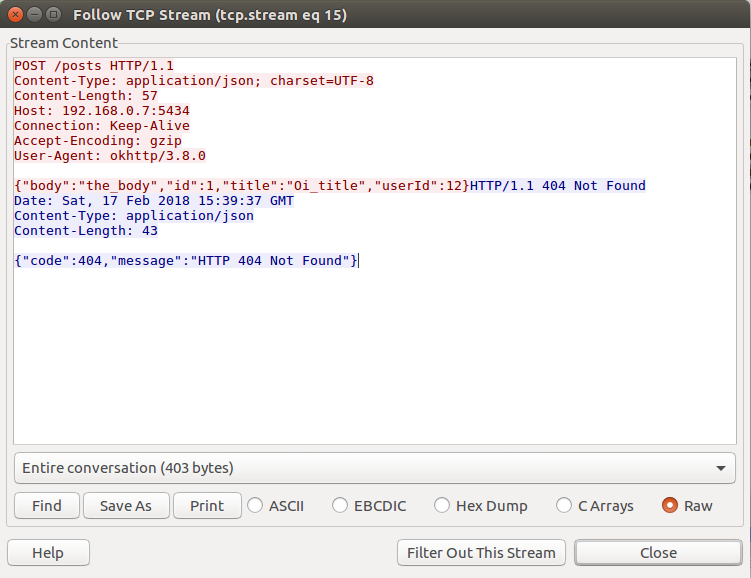 Follow TCP Stream (tcp.stream eq 15)
Stream Content
POST /posts HTTP/1.1
Content-Type: application/json; charset=UTF-8
Content-Length: 57
Host: 192.168.0.7:5434
Connection: Keep-Alive
Accept-Encoding: gzip
User-Agent: okhttp/3.8.0
{"body":"the_body","id":1,"title":"Oi_title","userId":12}HTTP/1.1 404 Not Found
Date: Sat, 17 Feb 2018 15:39:37 GMT
Content-Type: application/json
Content-Length: 43
{"code":404,"message":"HTTP 404 Not Found"}
Entire conversation (403 bytes)
Find Save As Print ASCII EBCDIC Hex Dump C Arrays Raw
Help Filter Out This Stream Close